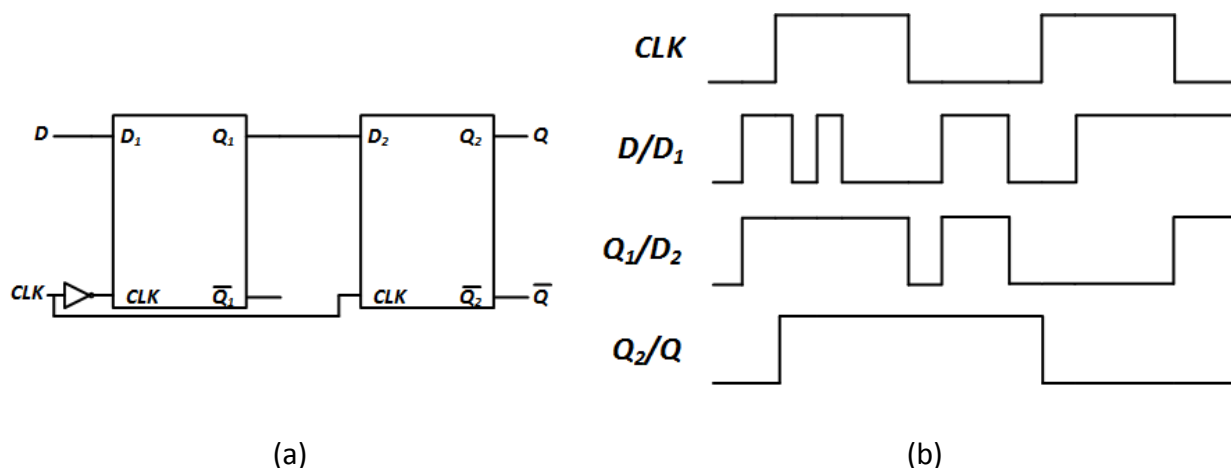 D
D₁
Q₁
D₂
Q₂
Q
CLK
CLK
Q̅₁
CLK
Q̅₂
Q̅
(a)
CLK
D/D₁
Q₁/D₂
Q₂/Q
(b)